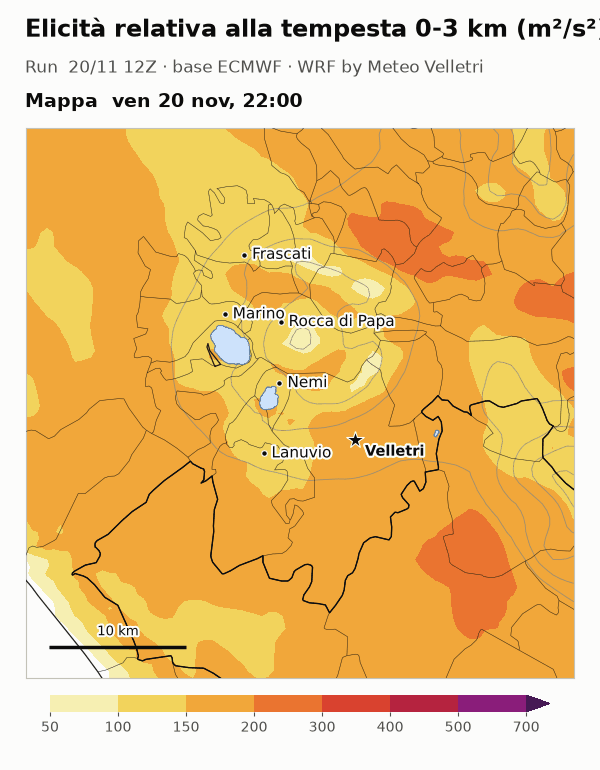 Elicità relativa alla tempesta 0-3 km (m²/s²)
Run  20/11 12Z · base ECMWF · WRF by Meteo Velletri
Mappa  ven 20 nov, 22:00
Frascati
Marino
Rocca di Papa
Nemi
Velletri
Lanuvio
10 km
50 100 150 200 300 400 500 700